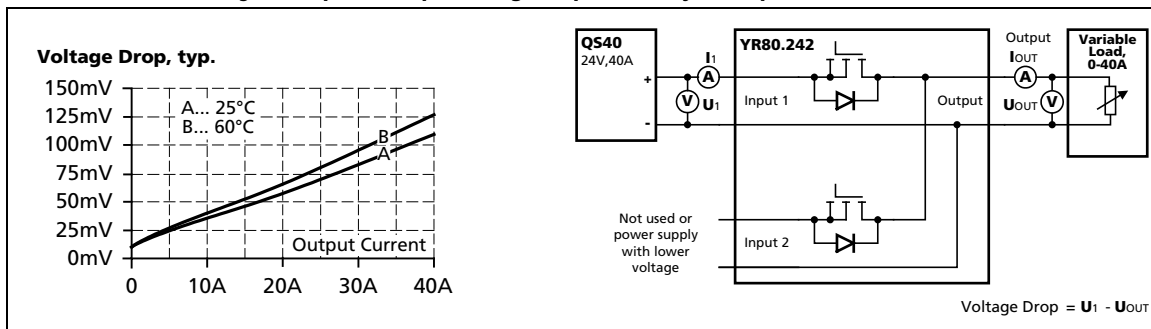 Voltage Drop, typ.
150mV
125mV
100mV
75mV
50mV
25mV
0mV
A... 25°C
B... 60°C
B
A
Output Current
0
10A
20A
30A
40A
QS40
24V,40A
+
-
I1
A
V
U1
YR80.242
Input 1
Output
Input 2
Not used or
power supply
with lower
voltage
Output
IOUT
A
UOUT
V
Variable
Load,
0-40A
Voltage Drop = U1 - UOUT